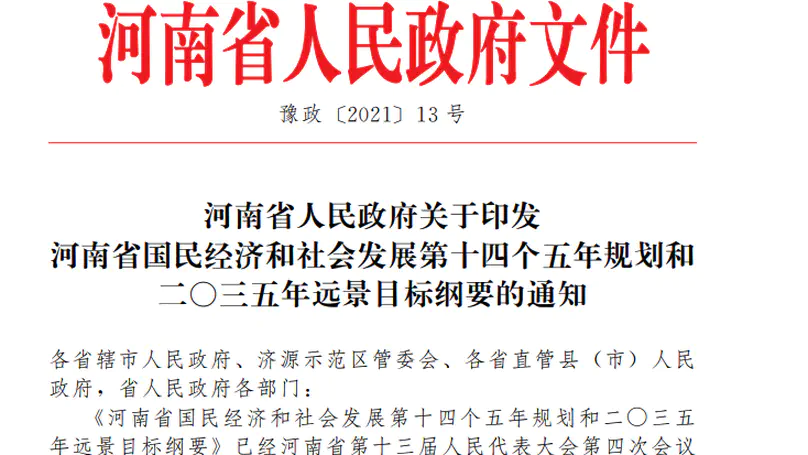 河南省人民政府文件
豫政〔2021〕13号
河南省人民政府关于印发
河南省国民经济和社会发展第十四个五年规划和
二〇三五年远景目标纲要的通知
各省辖市人民政府、济源示范区管委会、各省直管县（市）人民
政府，省人民政府各部门：
《河南省国民经济和社会发展第十四个五年规划和二〇三五
年远景目标纲要》已经河南省第十三届人民代表大会第四次会议